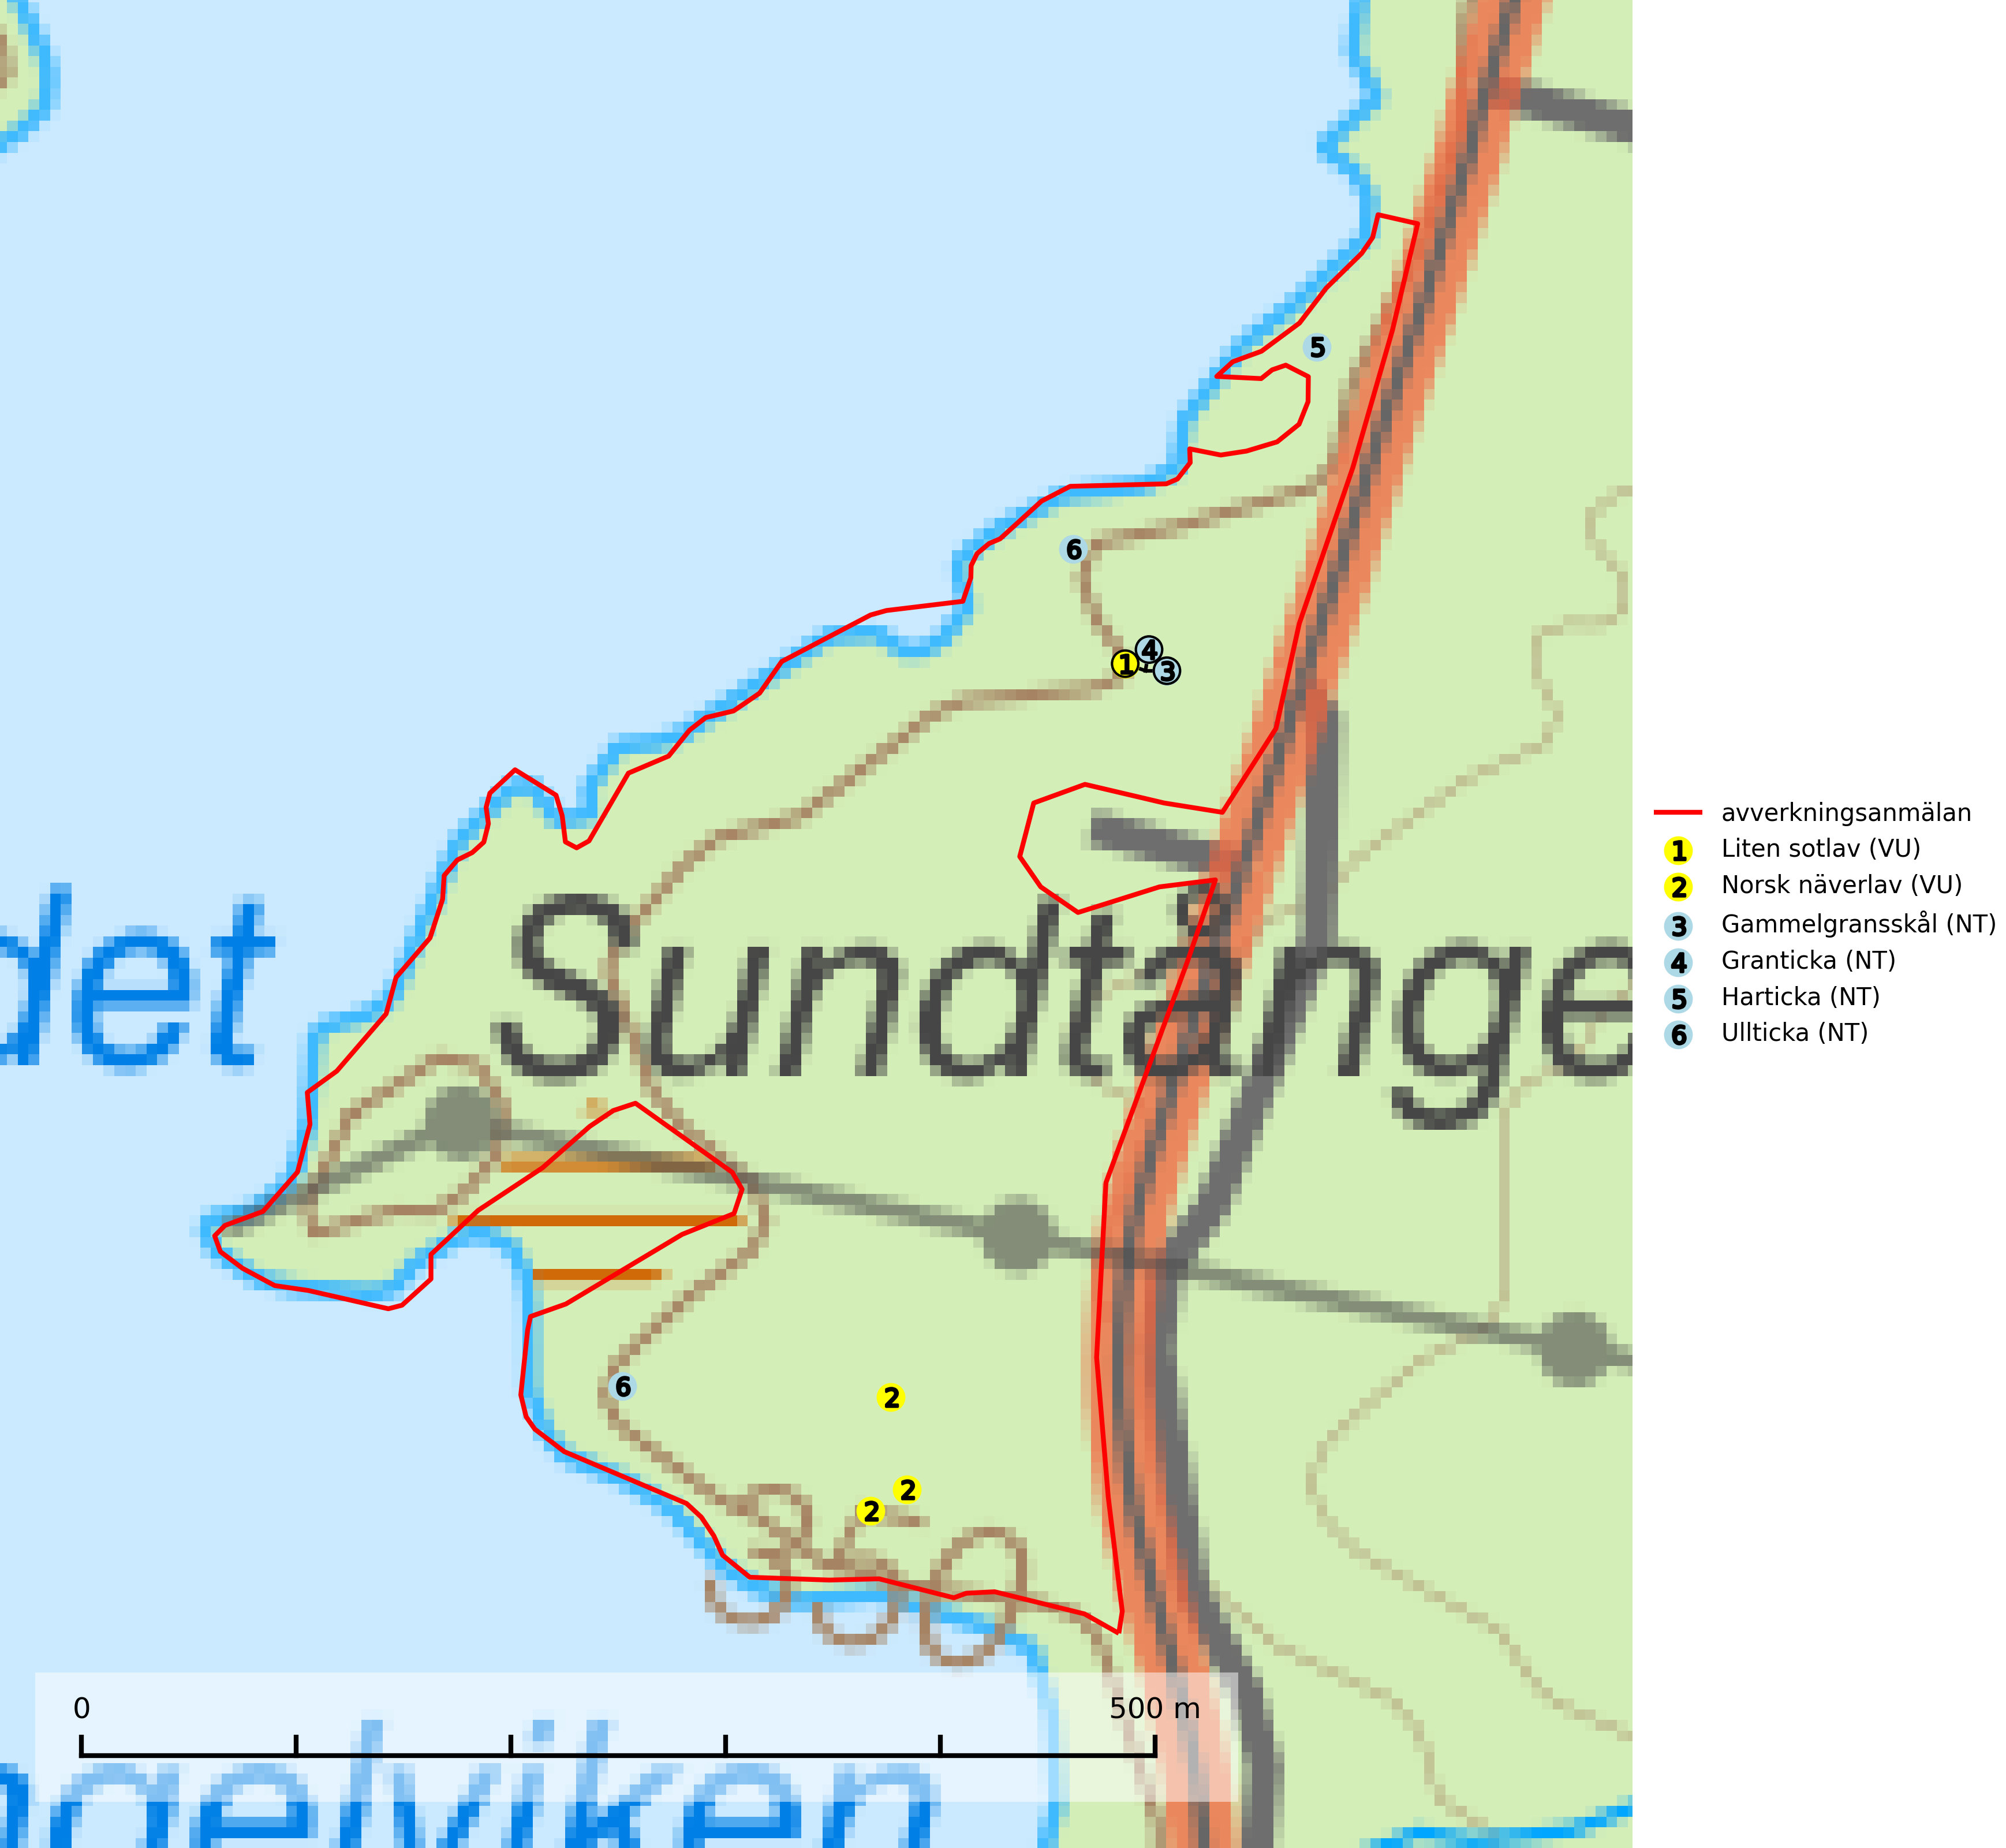 5
6
4
1
3
det
Sundtånge
6
2
2
2
0
500 m
ngelviken
avverkningsanmälan
1 Liten sotlav (VU)
2 Norsk näverlav (VU)
3 Gammelgransskål (NT)
4 Granticka (NT)
5 Harticka (NT)
6 Ullticka (NT)